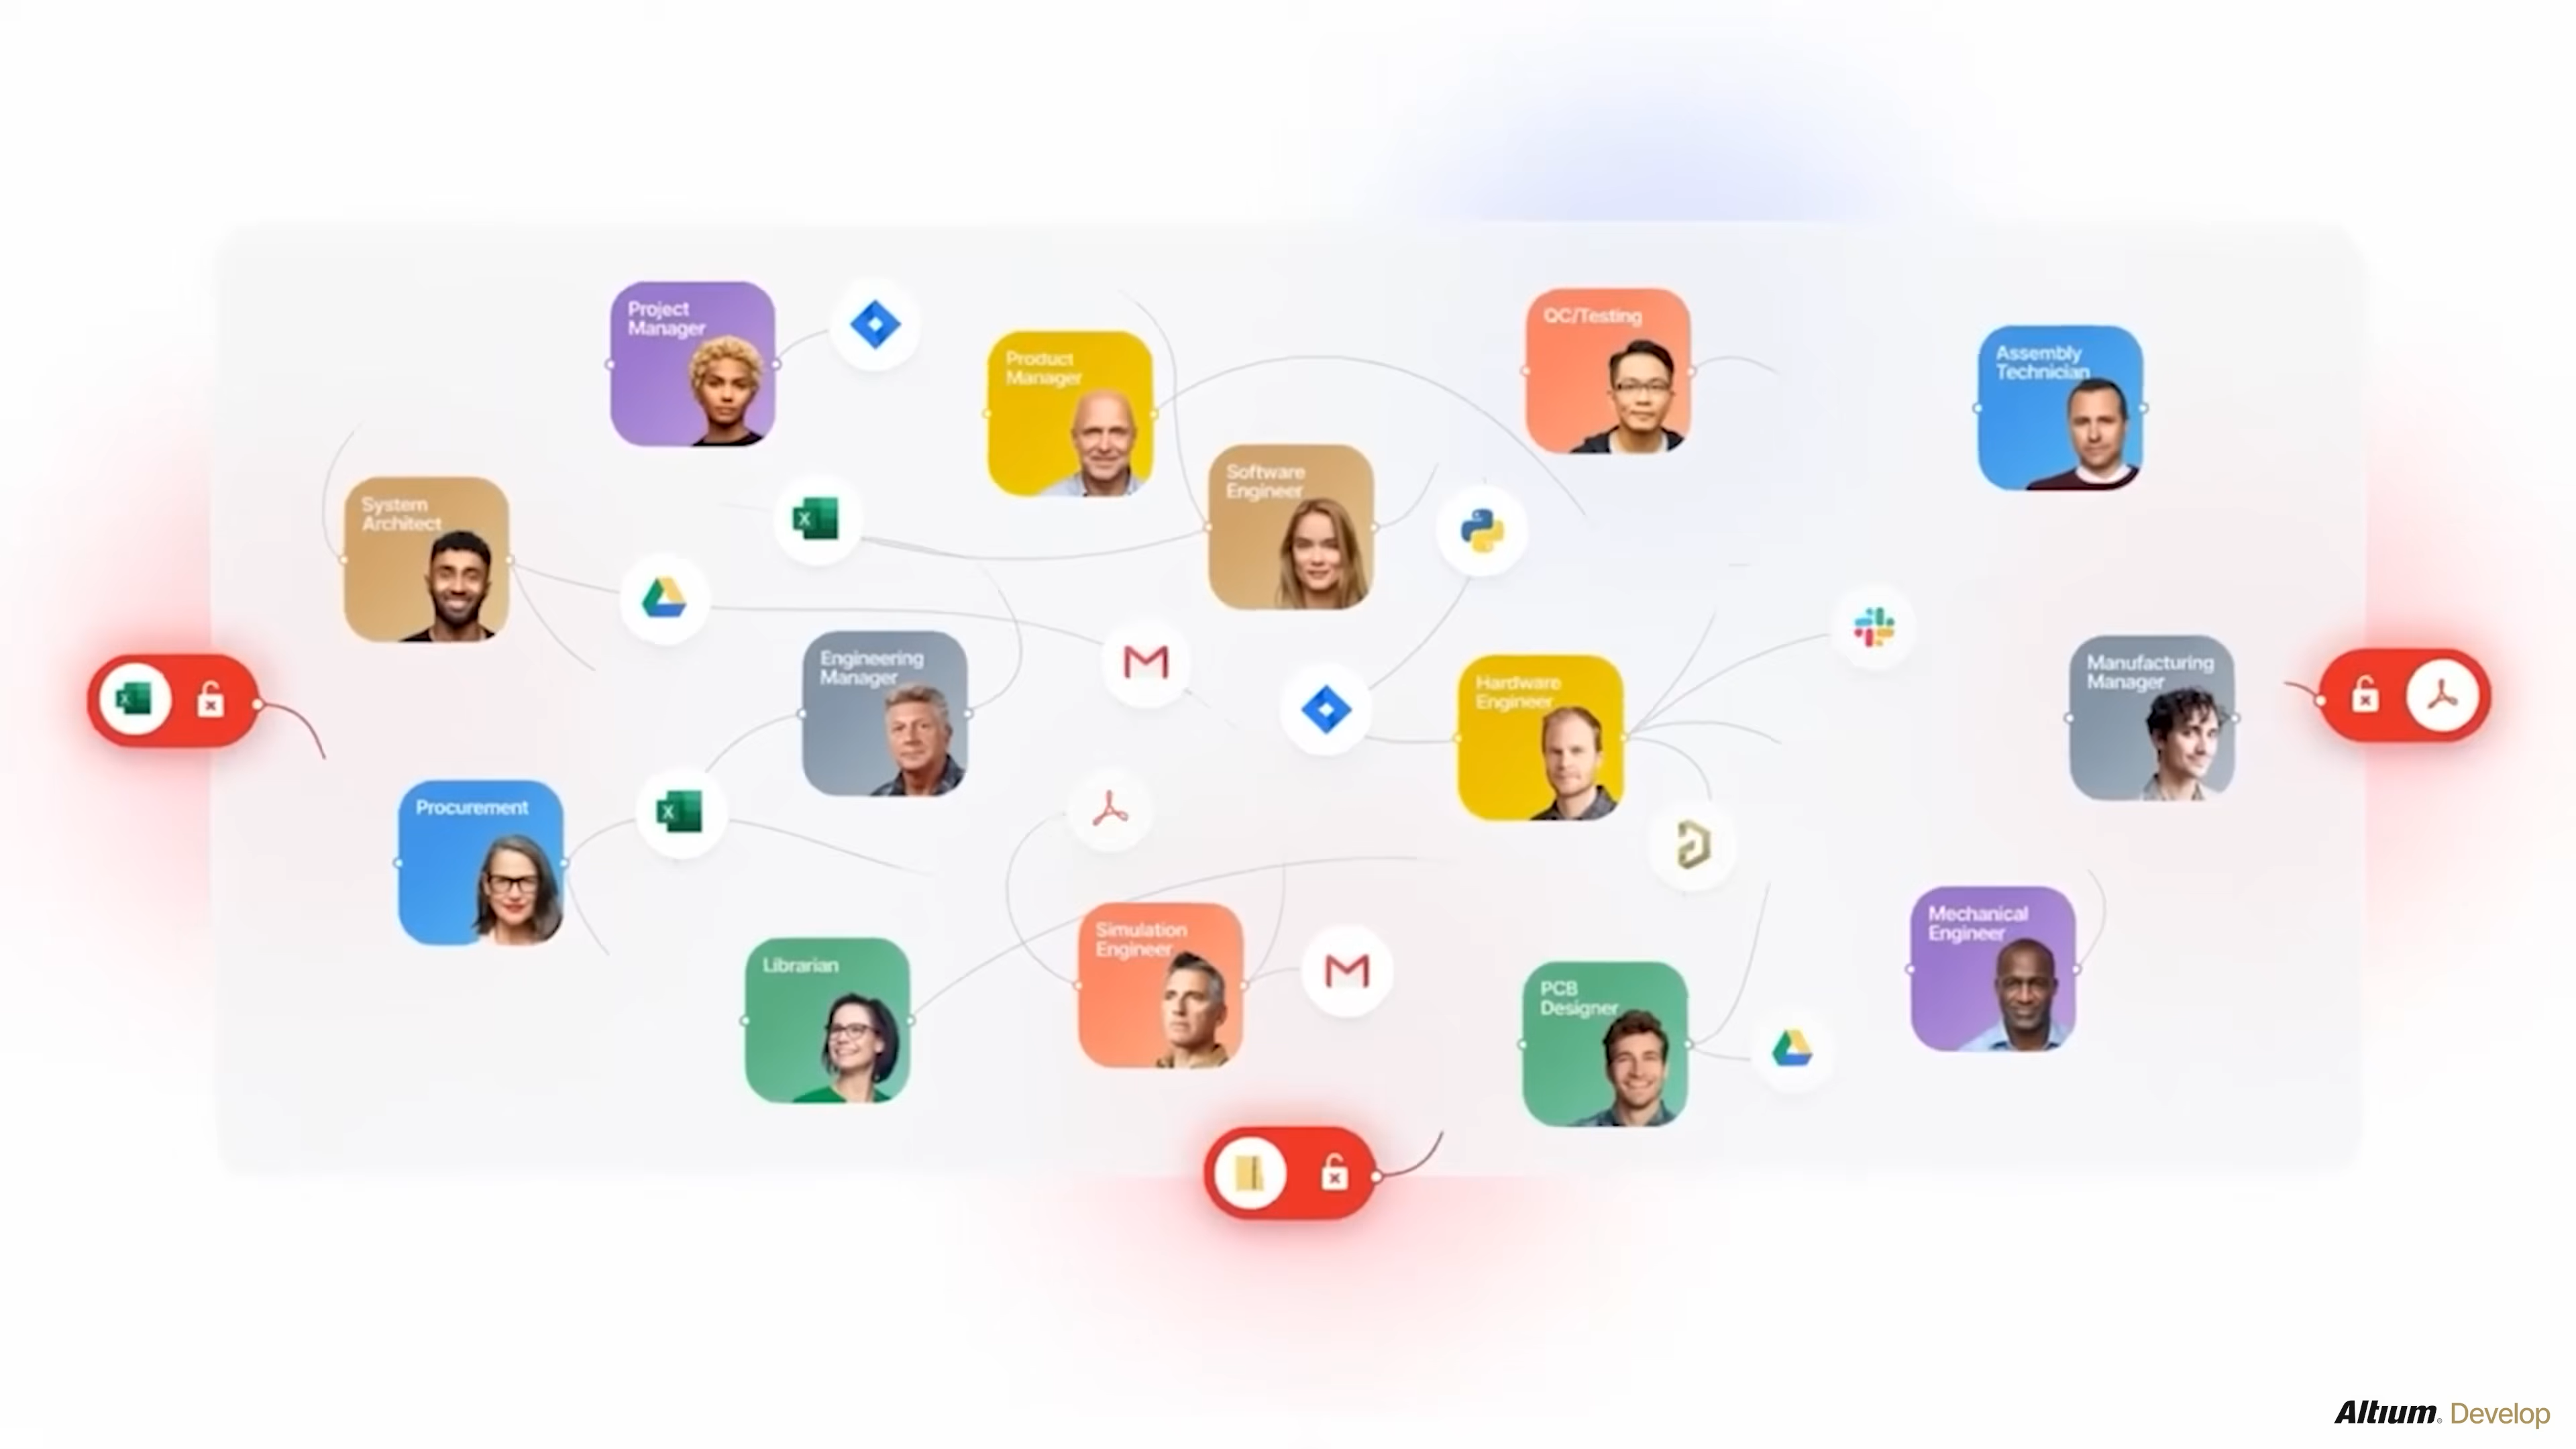 Project
Manager
Product
Manager
QC/Testing
Assembly
Technician
System
Architect
Software
Engineer
Engineering
Manager
Hardware
Engineer
Manufacturing
Manager
Procurement
Librarian
Simulation
Engineer
PCB
Designer
Mechanical
Engineer
Altium® Develop